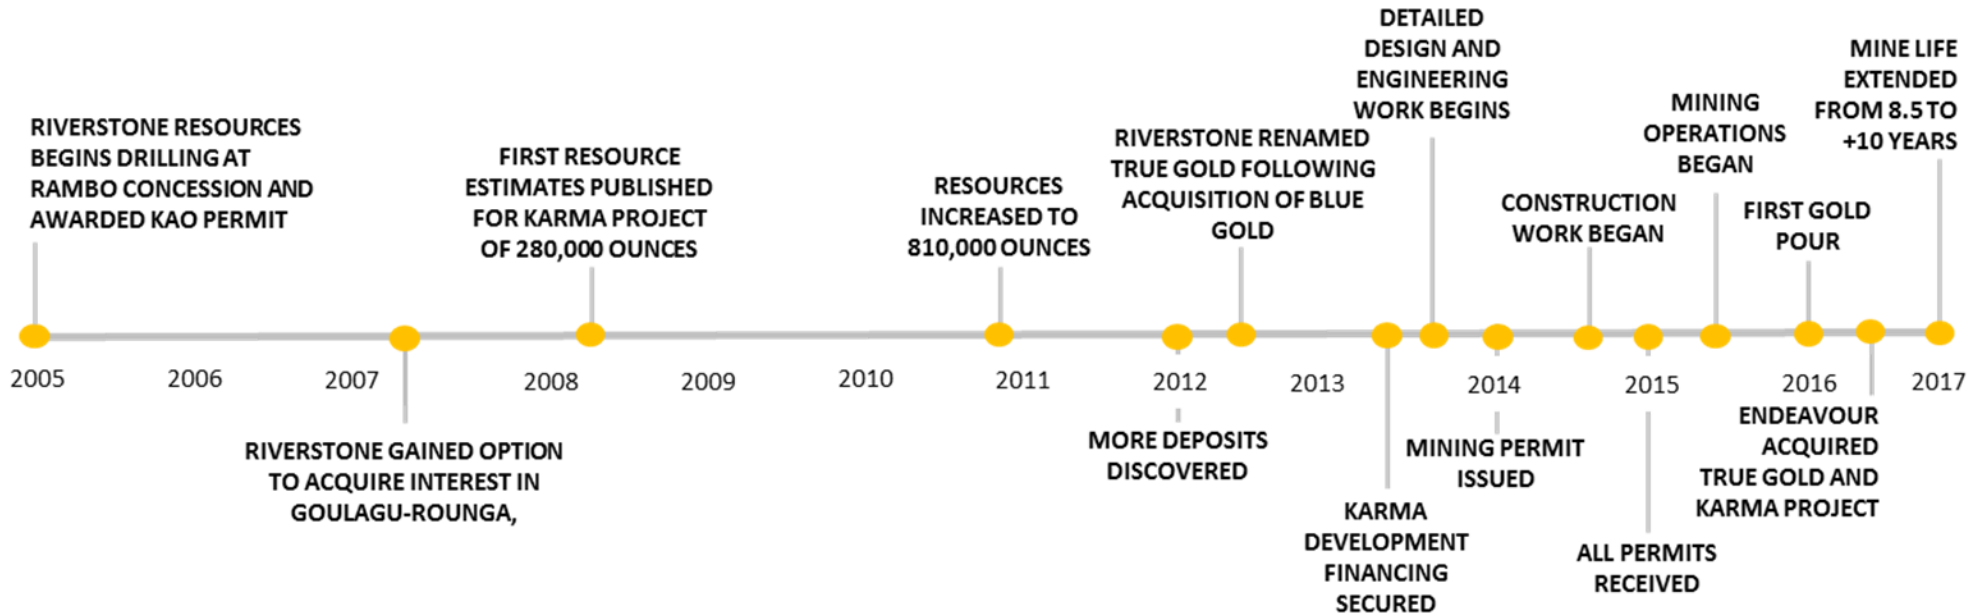 RIVERSTONE RESOURCES
BEGINS DRILLING AT
RAMBO CONCESSION AND
AWARDED KAO PERMIT
FIRST RESOURCE
ESTIMATES PUBLISHED
FOR KARMA PROJECT
OF 280,000 OUNCES
RESOURCES
INCREASED TO
810,000 OUNCES
RIVERSTONE RENAMED
TRUE GOLD FOLLOWING
ACQUISITION OF BLUE
GOLD
DETAILED
DESIGN AND
ENGINEERING
WORK BEGINS
CONSTRUCTION
WORK BEGAN
MINING
OPERATIONS
BEGAN
FIRST GOLD
POUR
MINE LIFE
EXTENDED
FROM 8.5 TO
+10 YEARS
2005 2006 2007 2008 2009 2010 2011 2012 2013 2014 2015 2016 2017
RIVERSTONE GAINED OPTION
TO ACQUIRE INTEREST IN
GOULAGU-ROUNGA,
MORE DEPOSITS
DISCOVERED
KARMA
DEVELOPMENT
FINANCING
SECURED
MINING PERMIT
ISSUED
ALL PERMITS
RECEIVED
ENDEAVOUR
ACQUIRED
TRUE GOLD AND
KARMA PROJECT